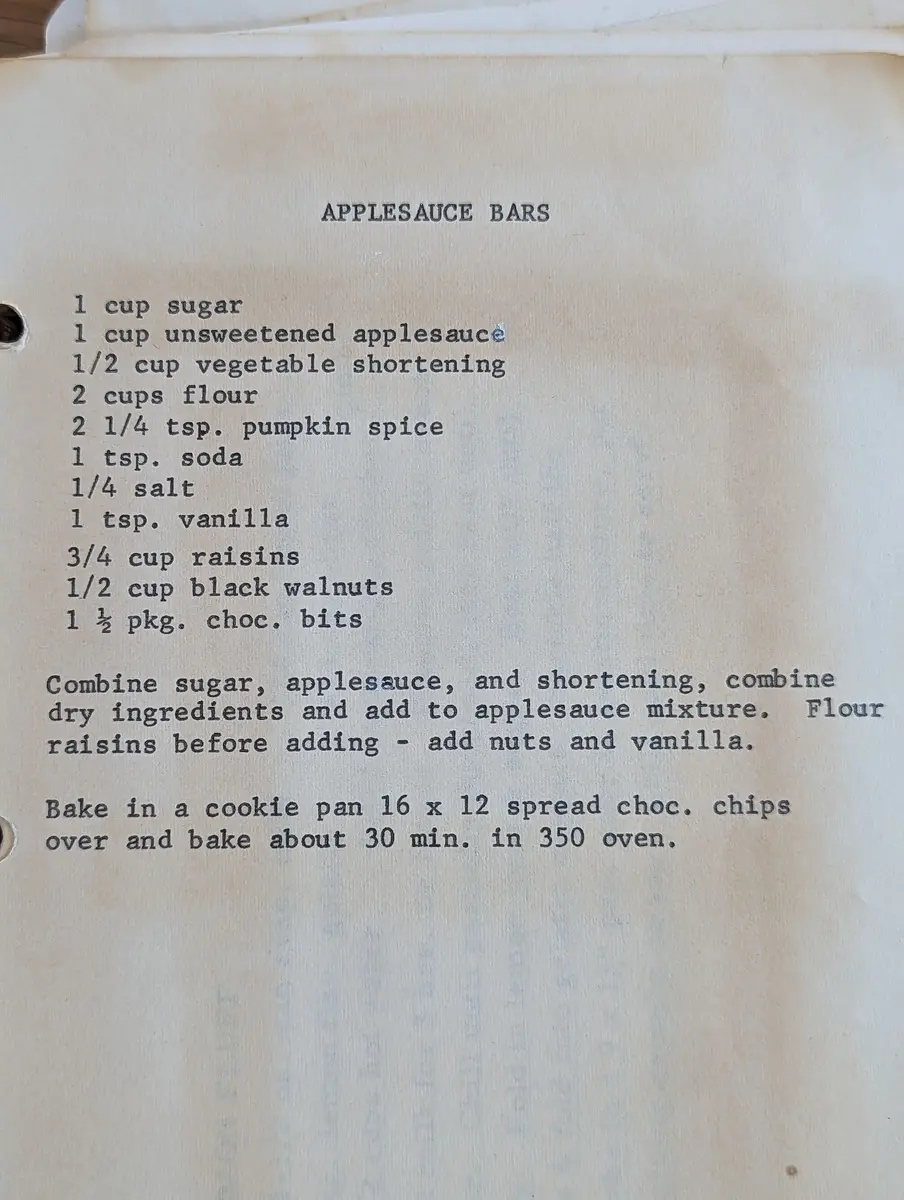 APPLESAUCE BARS
1 cup sugar
1 cup unsweetened applesauce
1/2 cup vegetable shortening
2 cups flour
2 1/4 tsp. pumpkin spice
1 tsp. soda
1/4 salt
1 tsp. vanilla
3/4 cup raisins
1/2 cup black walnuts
1 ½ pkg. choc. bits
Combine sugar, applesauce, and shortening, combine
dry ingredients and add to applesauce mixture. Flour
raisins before adding - add nuts and vanilla.
Bake in a cookie pan 16 x 12 spread choc. chips
over and bake about 30 min. in 350 oven.